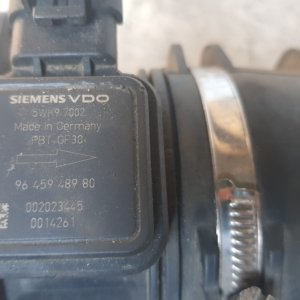 SIEMENS VDO
5WK9 7002
Made in Germany
PBT-GF30
96 459 489 80
002023445
0014261